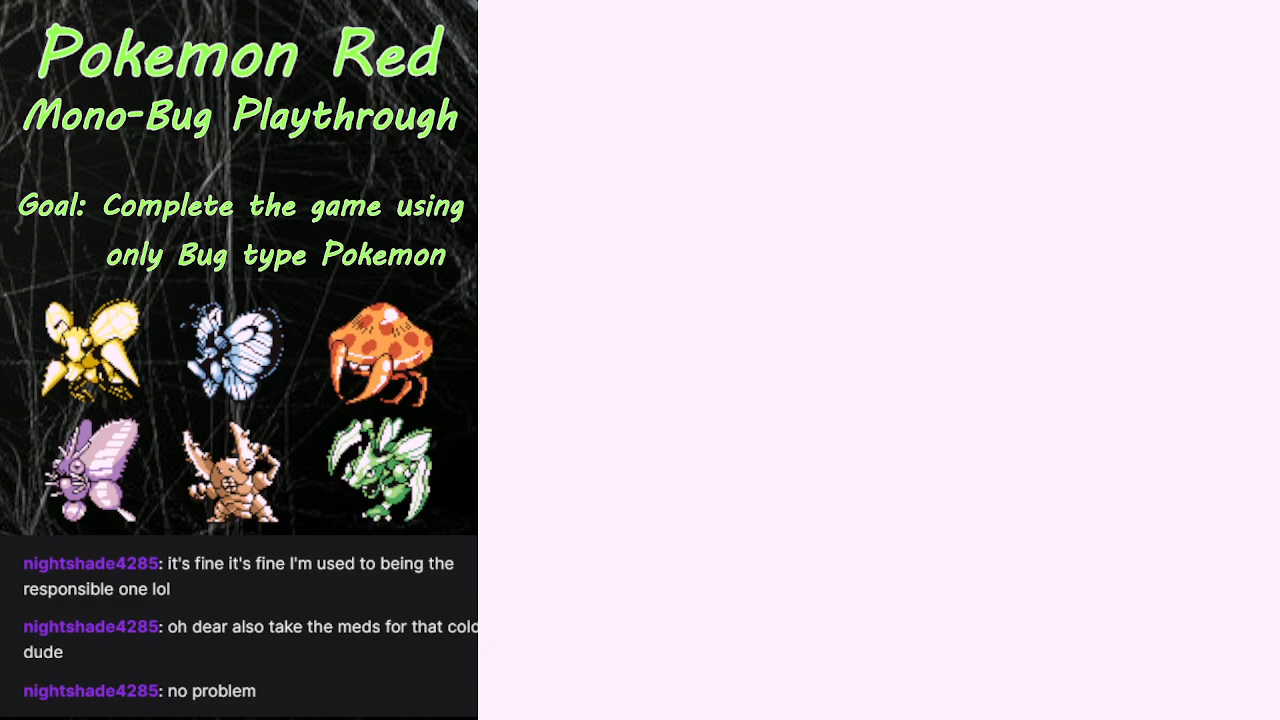 Pokemon Red
Mono-Bug Playthrough
Goal: Complete the game using
only Bug type Pokemon
nightshade4285: it's fine it's fine I'm used to being the
responsible one lol
nightshade4285: oh dear also take the meds for that cold
dude
nightshade4285: no problem